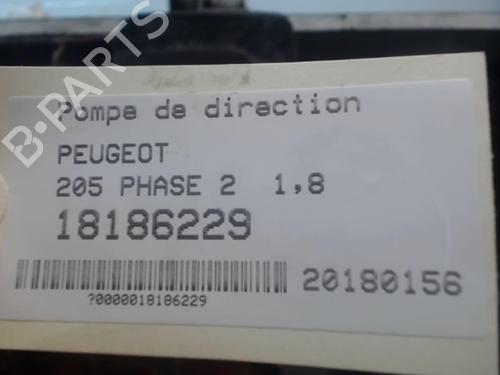 B-PARTS
Pompe de direction
PEUGEOT
205 PHASE 2 1,8
18186229
20180156
?0000018186229